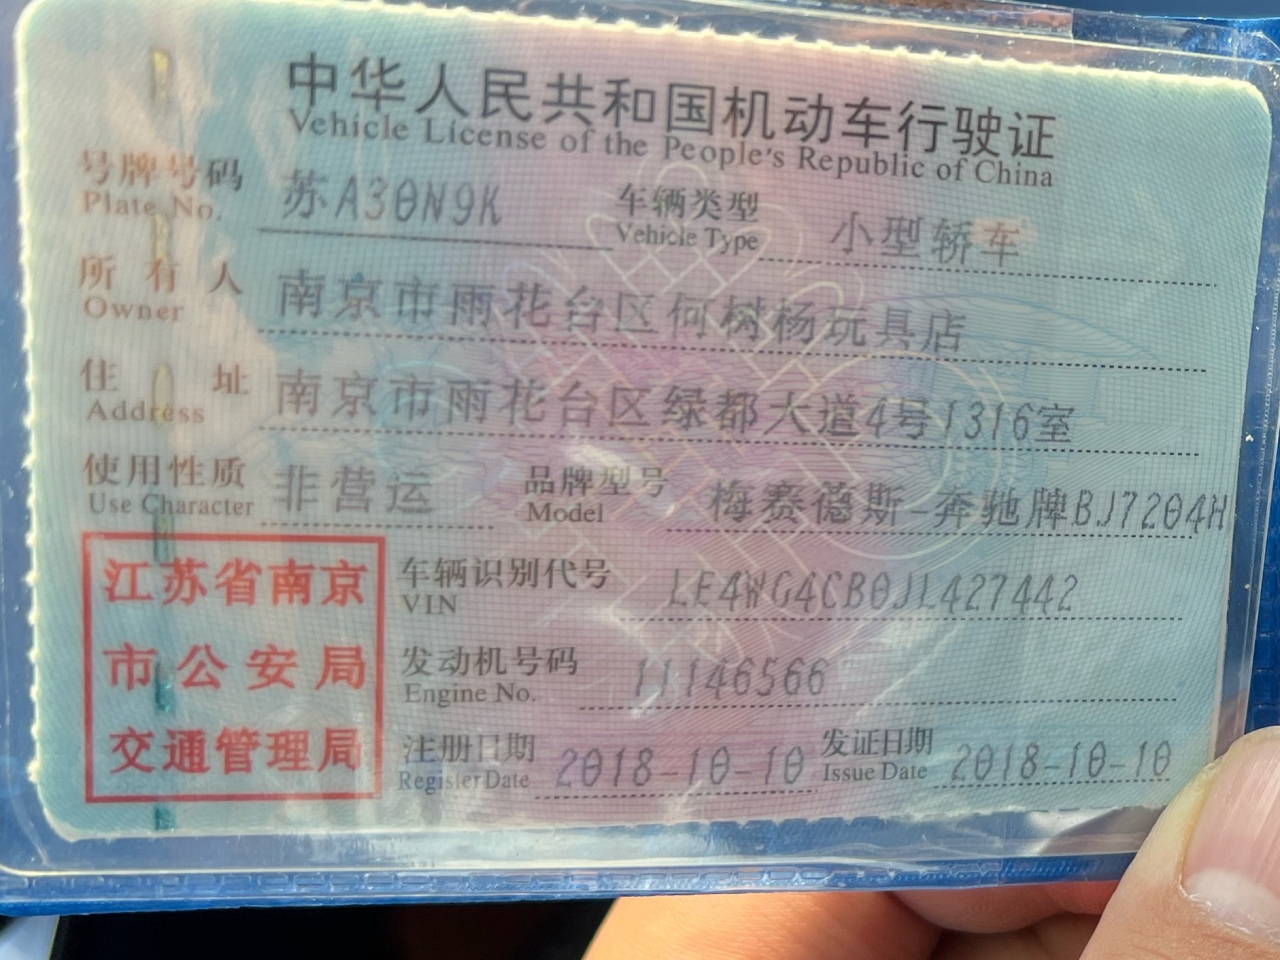 中华人民共和国机动车行驶证
Vehicle License of the People's Republic of China
号牌号码 苏A30N9K 车辆类型 小型轿车
Plate No. Vehicle Type
所有人 南京市雨花台区何树杨玩具店
Owner
住址 南京市雨花台区绿都大道4号1316室
Address
使用性质 非营运 品牌型号 梅赛德斯-奔驰牌BJ7204H
Use Character Model
江苏省南京
市公安局
交通管理局
车辆识别代号 LE4WG4CB0JL427442
VIN
发动机号码 11146566
Engine No.
注册日期 2018-10-10 发证日期 2018-10-10
Register Date Issue Date